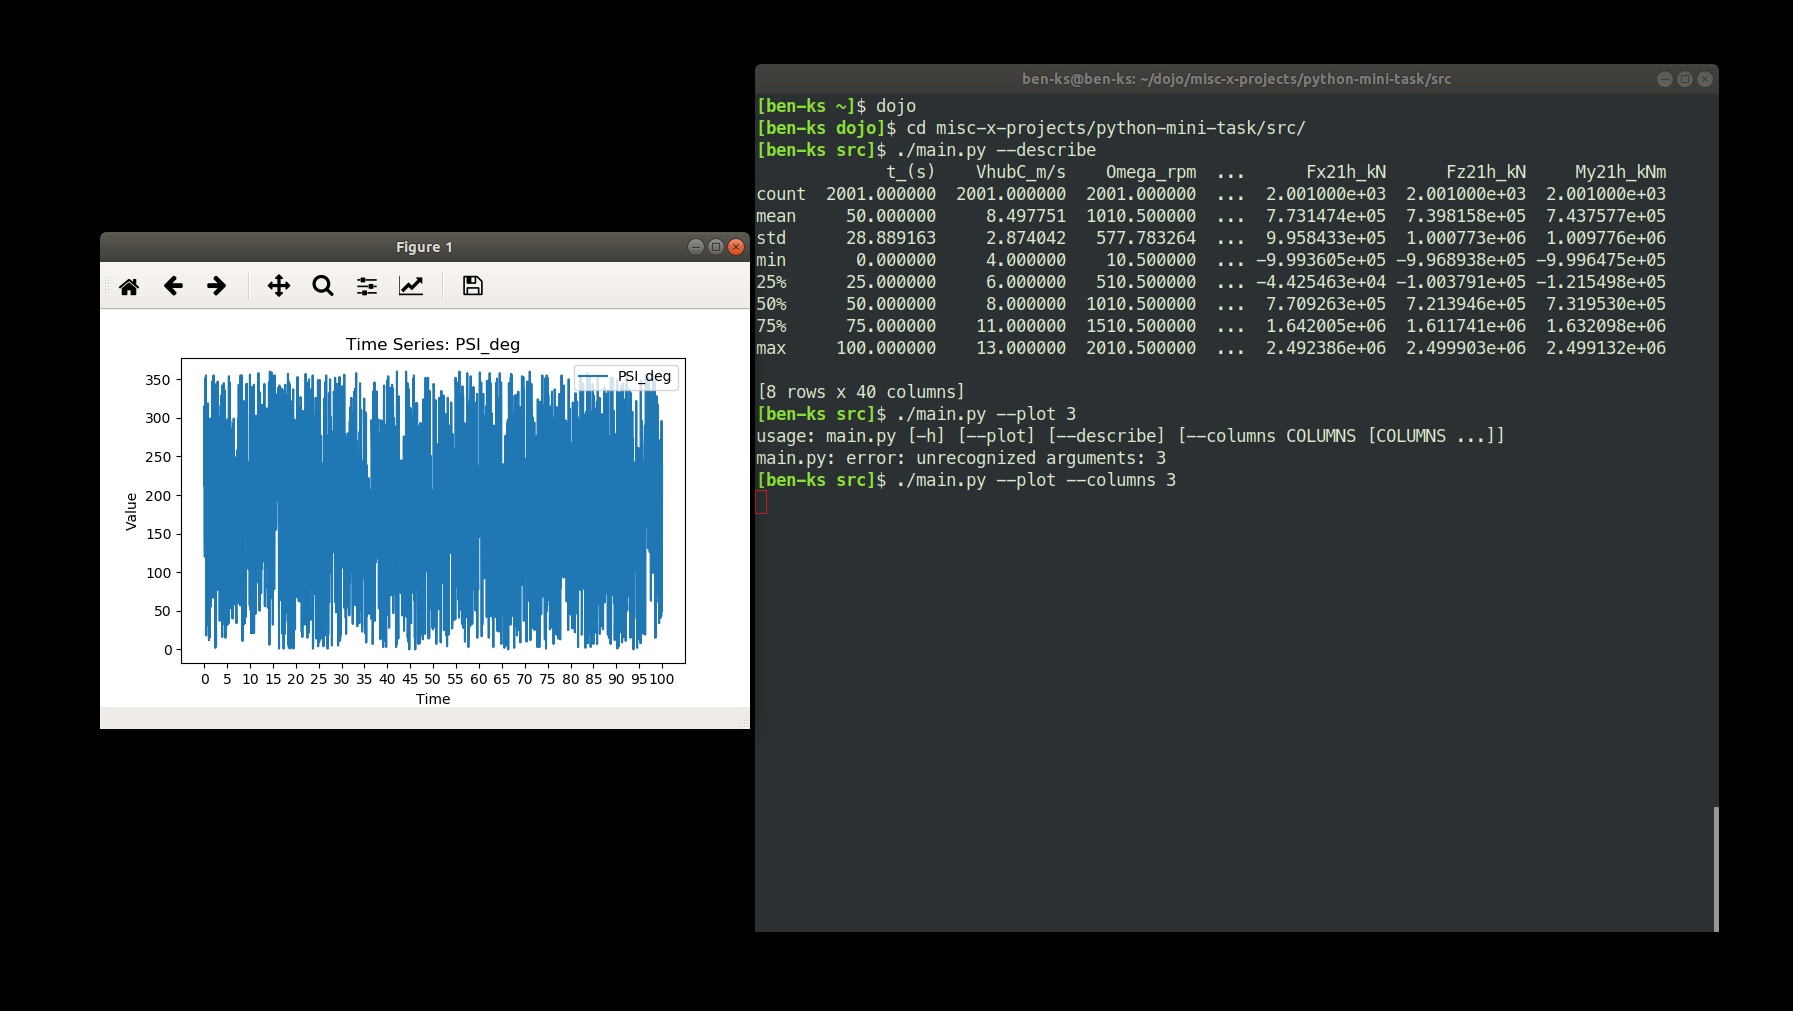 Figure 1
Time Series: PSI_deg
PSI_deg
350
300
250
200
150
100
50
0
Value
0 5 10 15 20 25 30 35 40 45 50 55 60 65 70 75 80 85 90 95 100
Time
ben-ks@ben-ks: ~/dojo/misc-x-projects/python-mini-task/src
[ben-ks ~]$ dojo
[ben-ks dojo]$ cd misc-x-projects/python-mini-task/src/
[ben-ks src]$ ./main.py --describe
t_(s) VhubC_m/s Omega_rpm ... Fx21h_kN Fz21h_kN My21h_kNm
count 2001.000000 2001.000000 2001.000000 ... 2.001000e+03 2.001000e+03 2.001000e+03
mean 50.000000 8.497751 1010.500000 ... 7.731474e+05 7.398158e+05 7.437577e+05
std 28.889163 2.874042 577.783264 ... 9.958433e+05 1.000773e+06 1.009776e+06
min 0.000000 4.000000 10.500000 ... -9.993605e+05 -9.968938e+05 -9.996475e+05
25% 25.000000 6.000000 510.500000 ... -4.425463e+04 -1.003791e+05 -1.215498e+05
50% 50.000000 8.000000 1010.500000 ... 7.709263e+05 7.213946e+05 7.319530e+05
75% 75.000000 11.000000 1510.500000 ... 1.642005e+06 1.611741e+06 1.632098e+06
max 100.000000 13.000000 2010.500000 ... 2.492386e+06 2.499903e+06 2.499132e+06
[8 rows x 40 columns]
[ben-ks src]$ ./main.py --plot 3
usage: main.py [-h] [--plot] [--describe] [--columns COLUMNS [COLUMNS ...]]
main.py: error: unrecognized arguments: 3
[ben-ks src]$ ./main.py --plot --columns 3